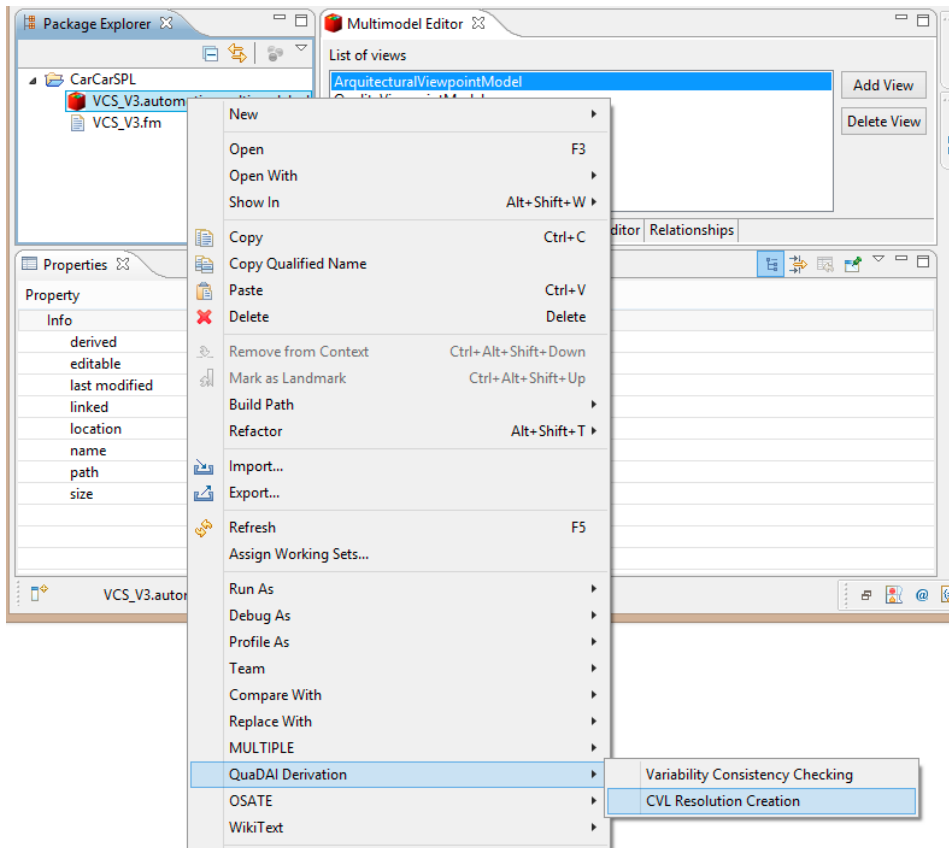 Package Explorer
Multimodel Editor
List of views
CarCarSPL
ArquitecturalViewpointModel
Add View
VCS_V3.automotive
VCS_V3.fm
Delete View
New
Open F3
Open With
Show In Alt+Shift+W
Copy Ctrl+C
ditor Relationships
Copy Qualified Name
Properties
Paste Ctrl+V
Property
Delete Delete
Info
derived
Remove from Context Ctrl+Alt+Shift+Down
editable
Mark as Landmark Ctrl+Alt+Shift+Up
last modified
Build Path
linked
location
Refactor Alt+Shift+T
name
path
Import...
size
Export...
Refresh F5
Assign Working Sets...
Run As
VCS_V3.autor
Debug As
Profile As
Team
Compare With
Replace With
MULTIPLE
QuaDAI Derivation
Variability Consistency Checking
OSATE
CVL Resolution Creation
WikiText